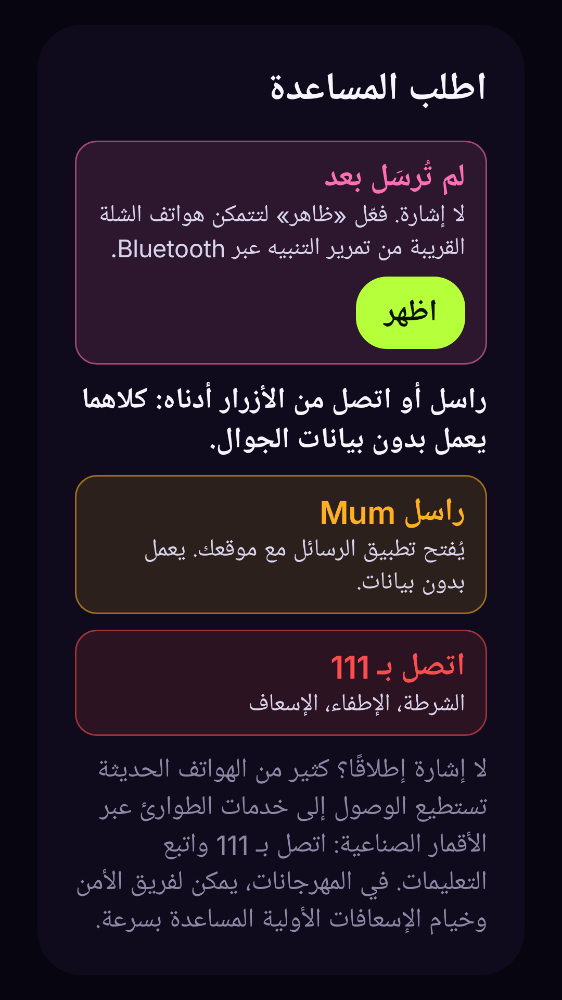 اطلب المساعدة
لم تُرسَل بعد
لا إشارة. فعّل «ظاهر» لتتمكن هواتف الشلة
القريبة من تمرير التنبيه عبر Bluetooth.
اظهر
راسل أو اتصل من الأزرار أدناه: كلاهما
يعمل بدون بيانات الجوال.
راسل Mum
يُفتح تطبيق الرسائل مع موقعك. يعمل
بدون بيانات.
اتصل بـ 111
الشرطة، الإطفاء، الإسعاف
لا إشارة إطلاقًا؟ كثير من الهواتف الحديثة
تستطيع الوصول إلى خدمات الطوارئ عبر
الأقمار الصناعية: اتصل بـ 111 واتبع
التعليمات. في المهرجانات، يمكن لفريق الأمن
وخيام الإسعافات الأولية المساعدة بسرعة.